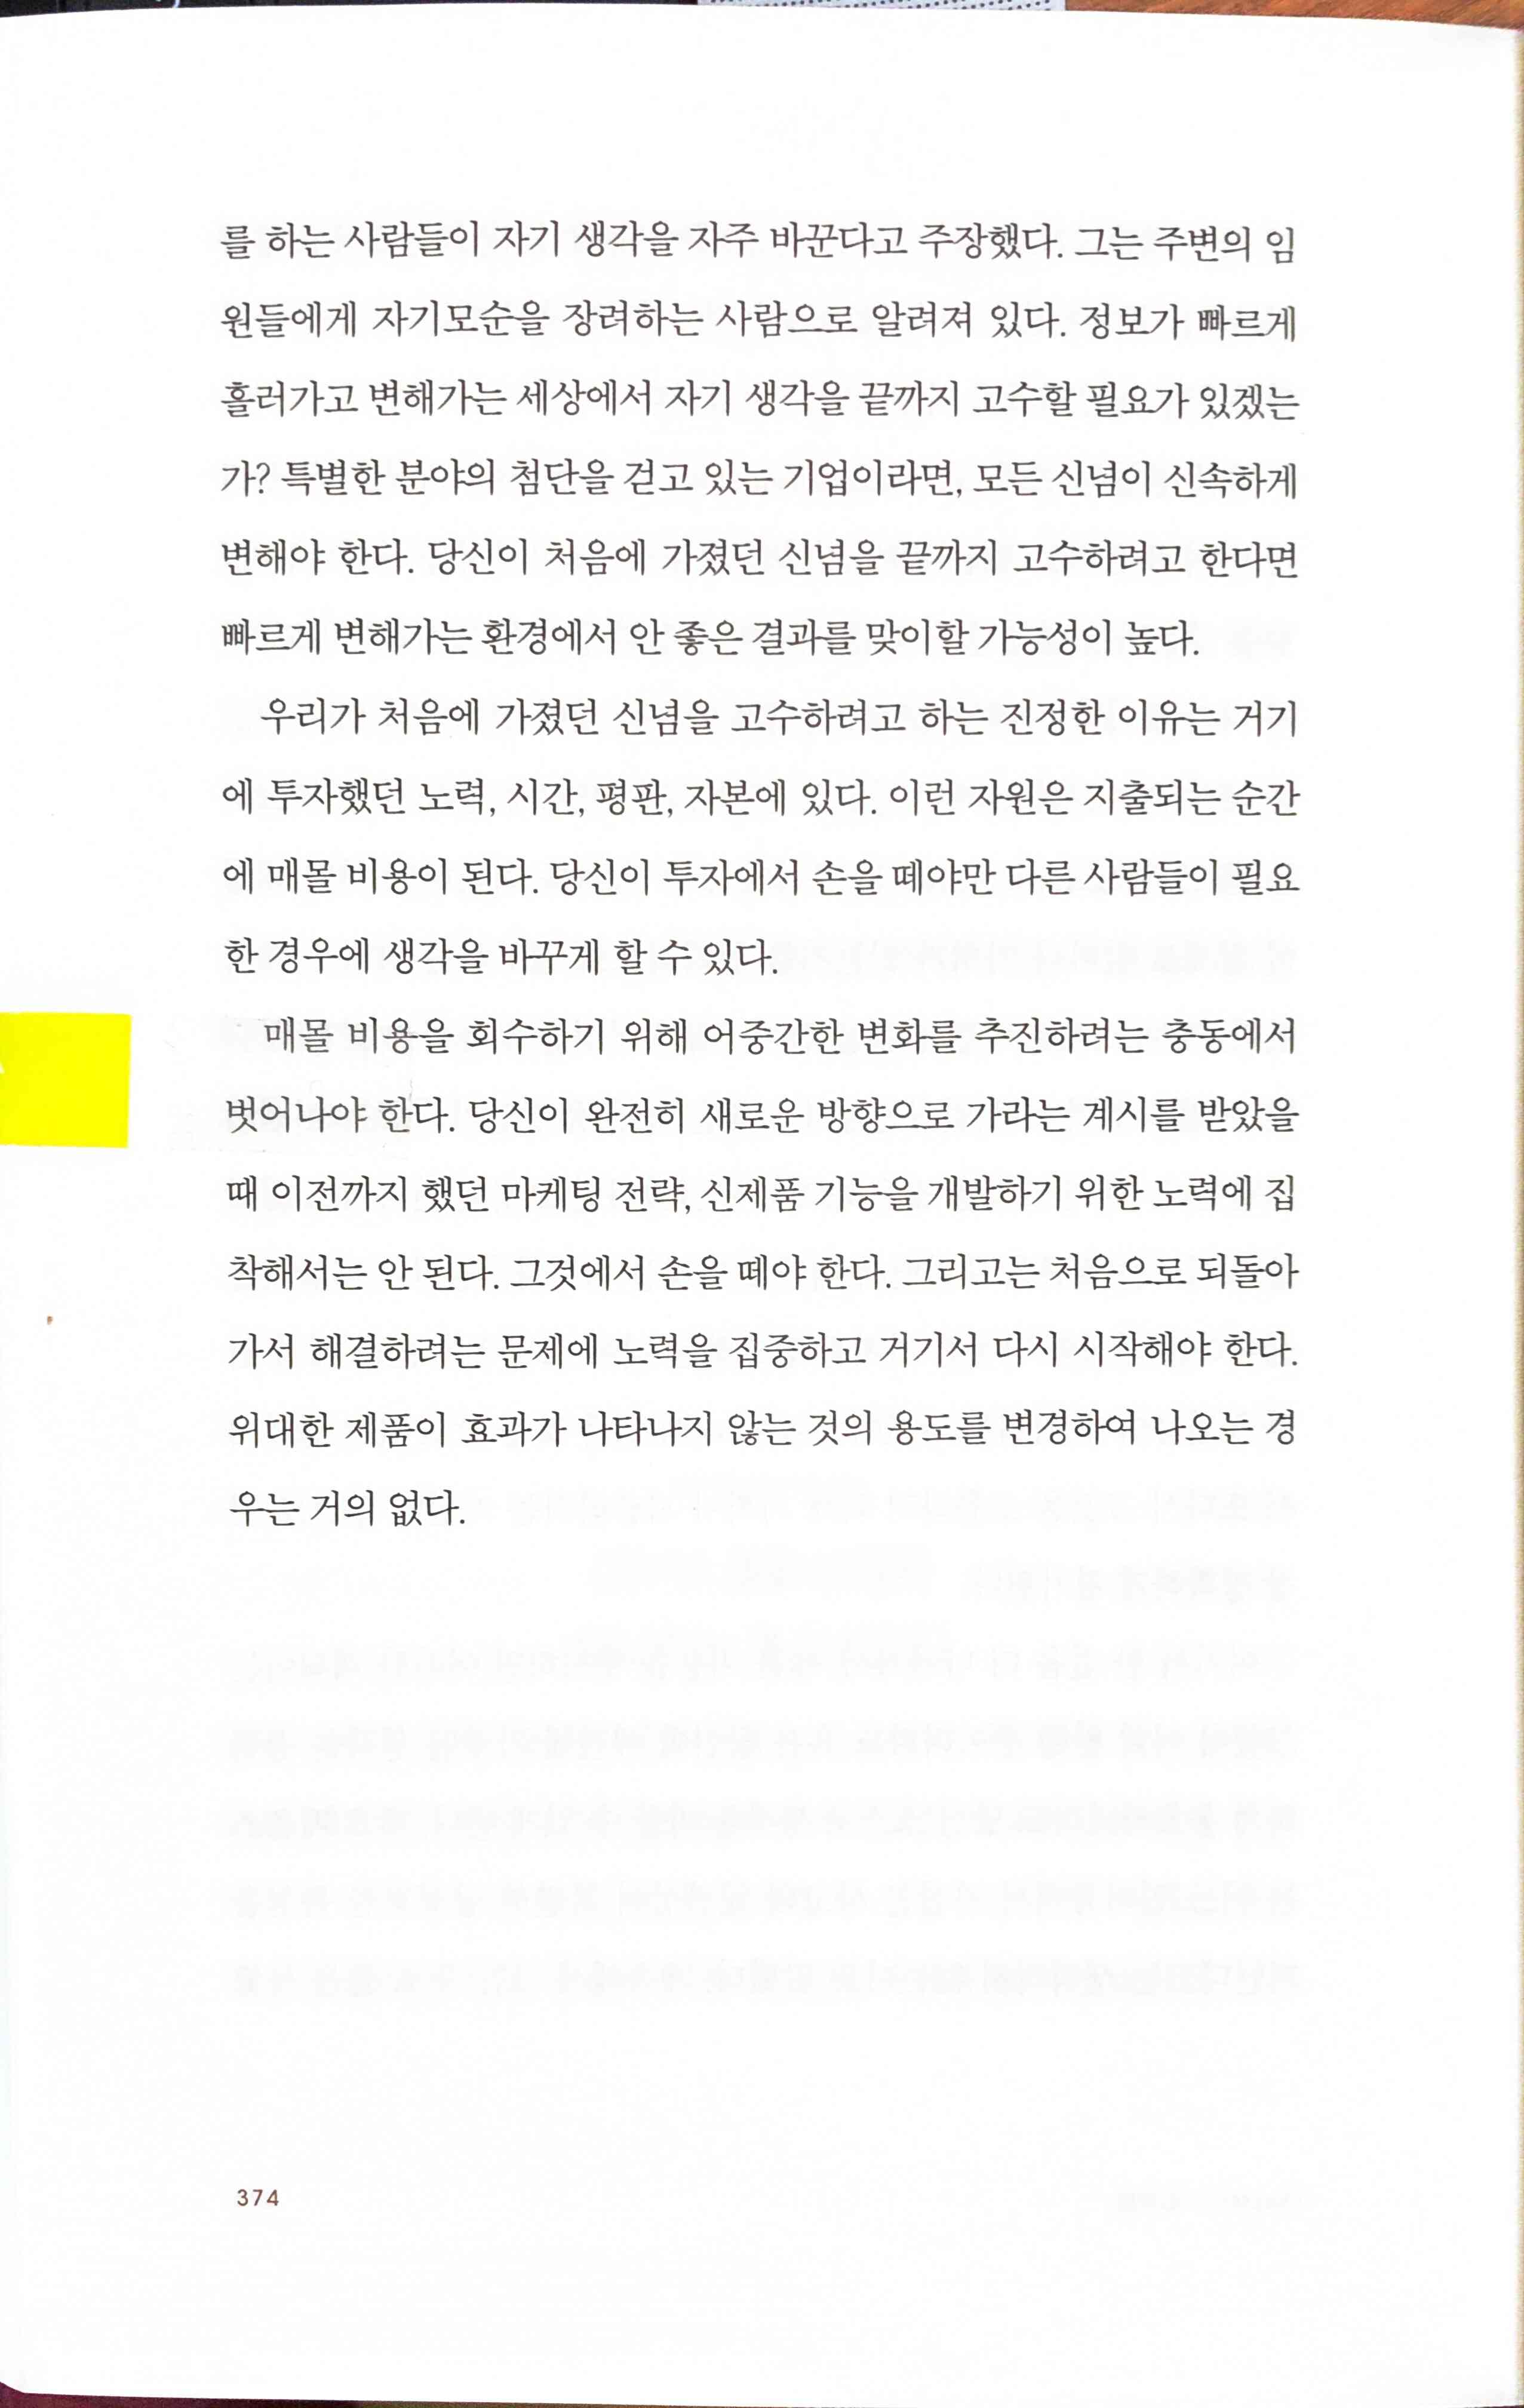 를 하는 사람들이 자기 생각을 자주 바꾼다고 주장했다. 그는 주변의 임
원들에게 자기모순을 장려하는 사람으로 알려져 있다. 정보가 빠르게
흘러가고 변해가는 세상에서 자기 생각을 끝까지 고수할 필요가 있겠는
가? 특별한 분야의 첨단을 걷고 있는 기업이라면, 모든 신념이 신속하게
변해야 한다. 당신이 처음에 가졌던 신념을 끝까지 고수하려고 한다면
빠르게 변해가는 환경에서 안 좋은 결과를 맞이할 가능성이 높다.
우리가 처음에 가졌던 신념을 고수하려고 하는 진정한 이유는 거기
에 투자했던 노력, 시간, 평판, 자본에 있다. 이런 자원은 지출되는 순간
에 매몰 비용이 된다. 당신이 투자에서 손을 떼야만 다른 사람들이 필요
한 경우에 생각을 바꾸게 할 수 있다.
매몰 비용을 회수하기 위해 어중간한 변화를 추진하려는 충동에서
벗어나야 한다. 당신이 완전히 새로운 방향으로 가라는 계시를 받았을
때 이전까지 했던 마케팅 전략, 신제품 기능을 개발하기 위한 노력에 집
착해서는 안 된다. 그것에서 손을 떼야 한다. 그리고는 처음으로 되돌아
가서 해결하려는 문제에 노력을 집중하고 거기서 다시 시작해야 한다.
위대한 제품이 효과가 나타나지 않는 것의 용도를 변경하여 나오는 경
우는 거의 없다.
374